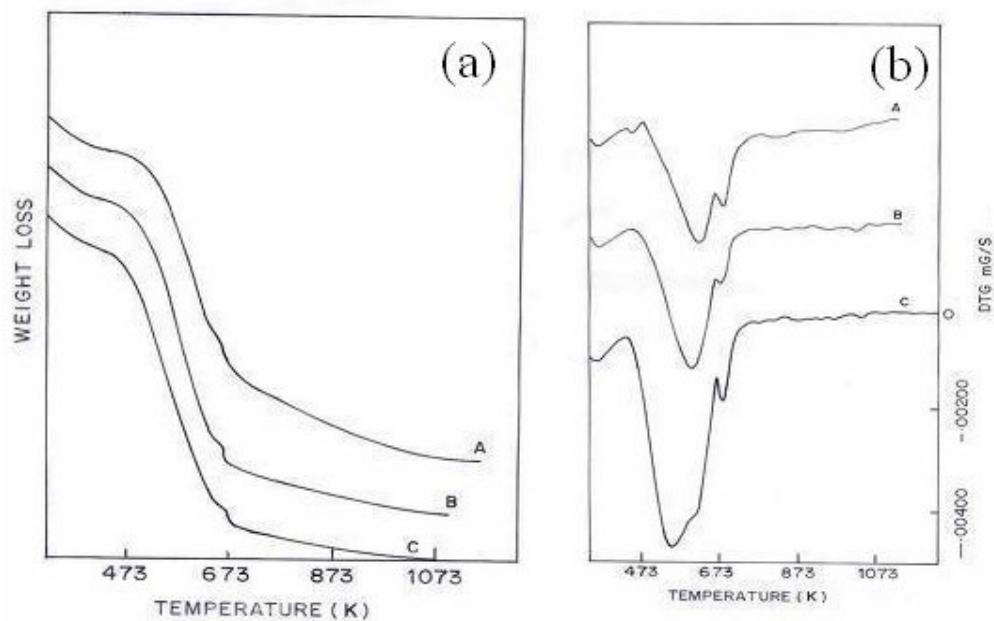 (a)
WEIGHT LOSS
A
B
C
473 673 873 1073
TEMPERATURE (K)
(b)
A
B
C
O
-·00200
-·00400
DTG mG/S
473 673 873 1073
TEMPERATURE (K)